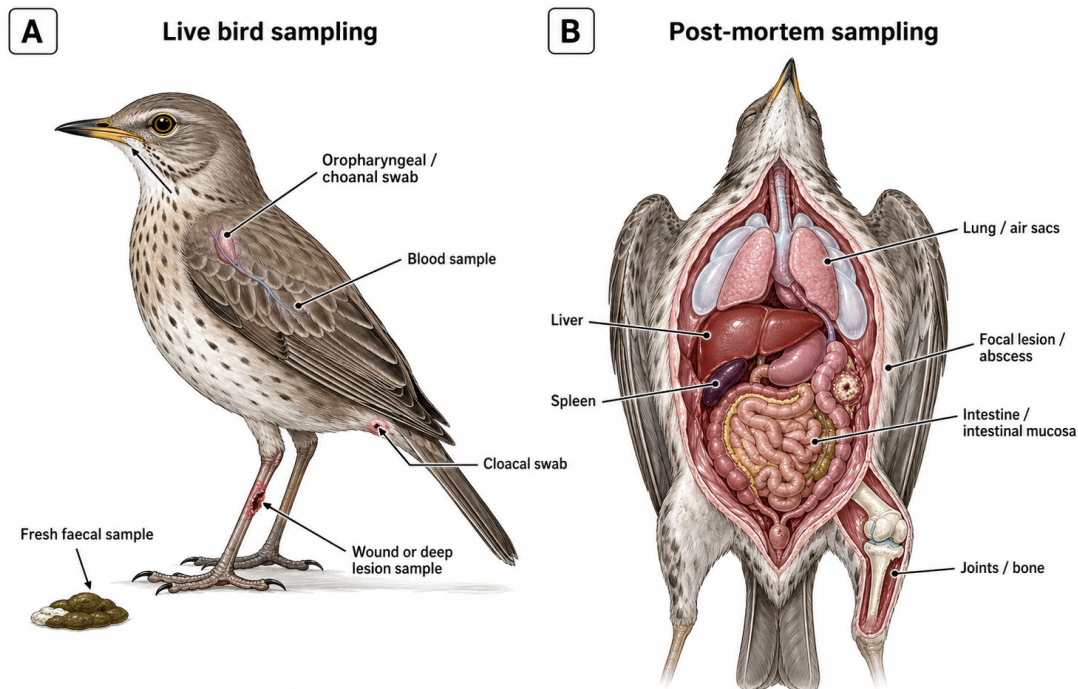 A
Live bird sampling
Oropharyngeal /
choanal swab
Blood sample
Cloacal swab
Wound or deep
lesion sample
Fresh faecal sample
B
Post-mortem sampling
Lung / air sacs
Liver
Focal lesion /
abscess
Spleen
Intestine /
intestinal mucosa
Joints / bone